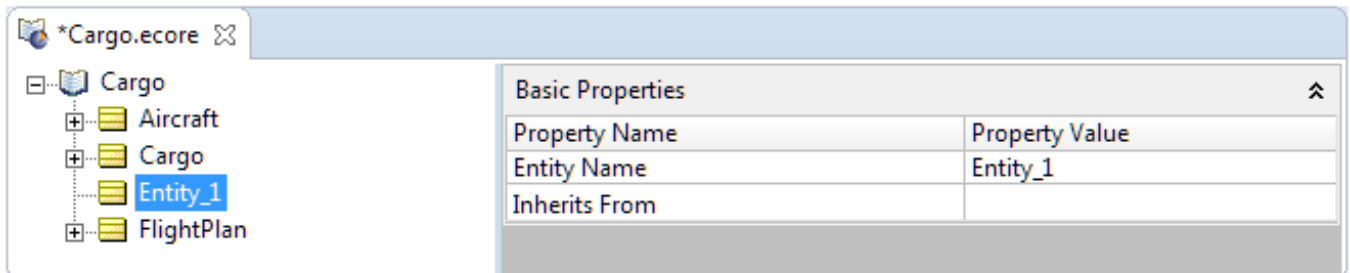 *Cargo.ecore
Cargo
Aircraft
Cargo
Entity_1
FlightPlan
Basic Properties
Property Name Property Value
Entity Name Entity_1
Inherits From